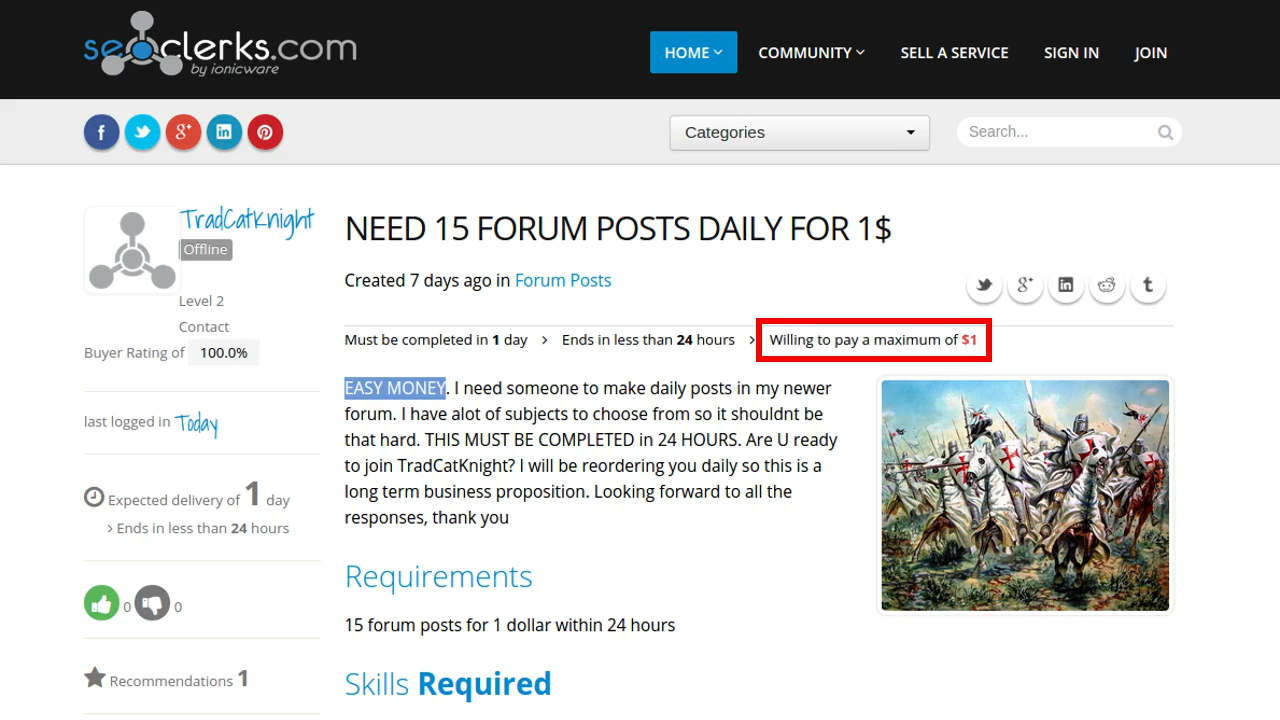 seoclerks.com
by ionicware
HOME
COMMUNITY
SELL A SERVICE
SIGN IN
JOIN
Categories
Search...
TradCatKnight
Offline
Level 2
Contact
Buyer Rating of 100.0%
last logged in Today
Expected delivery of 1 day
Ends in less than 24 hours
0 0
Recommendations 1
NEED 15 FORUM POSTS DAILY FOR 1$
Created 7 days ago in Forum Posts
Must be completed in 1 day > Ends in less than 24 hours > Willing to pay a maximum of $1
EASY MONEY. I need someone to make daily posts in my newer
forum. I have alot of subjects to choose from so it shouldnt be
that hard. THIS MUST BE COMPLETED in 24 HOURS. Are U ready
to join TradCatKnight? I will be reordering you daily so this is a
long term business proposition. Looking forward to all the
responses, thank you
Requirements
15 forum posts for 1 dollar within 24 hours
Skills Required